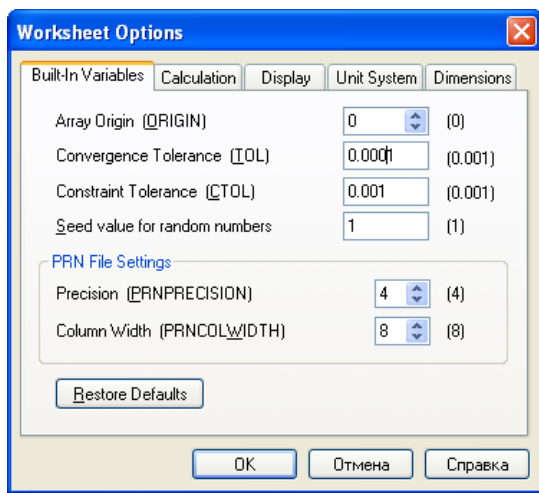 Worksheet Options
Built-In Variables Calculation Display Unit System Dimensions
Array Origin (ORIGIN) 0 (0)
Convergence Tolerance (TOL) 0.0001 (0.001)
Constraint Tolerance (CTOL) 0.001 (0.001)
Seed value for random numbers 1 (1)
PRN File Settings
Precision (PRNPRECISION) 4 (4)
Column Width (PRNCOLWIDTH) 8 (8)
Restore Defaults
OK Отмена Справка